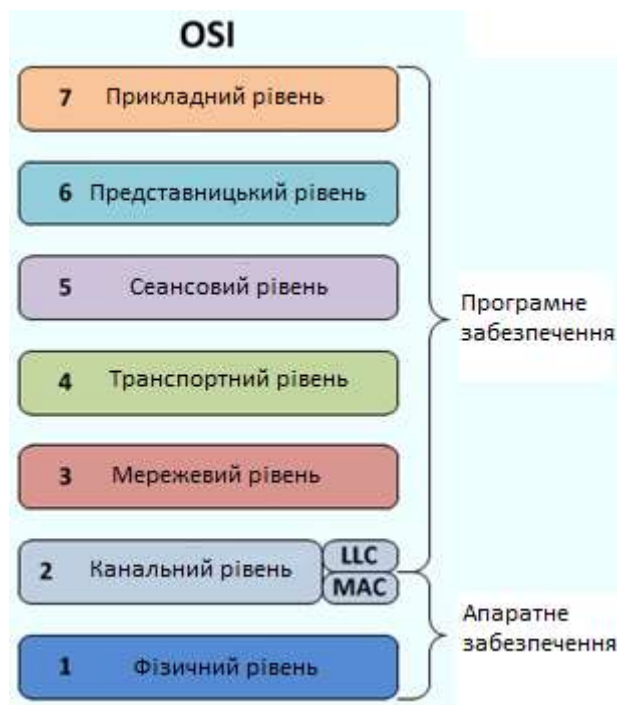 OSI
7 Прикладний рівень
6 Представницький рівень
5 Сеансовий рівень
Програмне
забезпечення
4 Транспортний рівень
3 Мережевий рівень
2 Канальний рівень
LLC
MAC
Апаратне
забезпечення
1 Фізичний рівень